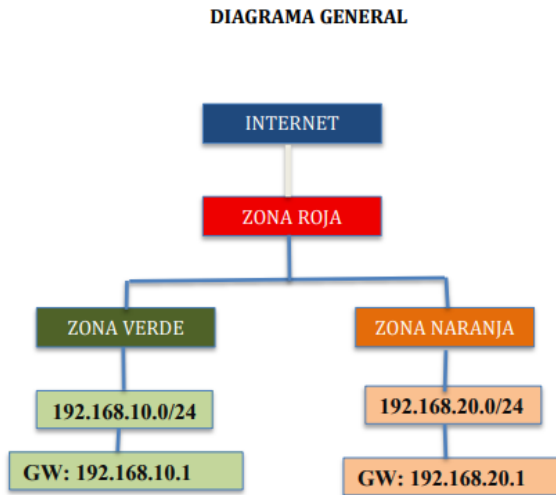 DIAGRAMA GENERAL
INTERNET
ZONA ROJA
ZONA VERDE
ZONA NARANJA
192.168.10.0/24
192.168.20.0/24
GW: 192.168.10.1
GW: 192.168.20.1